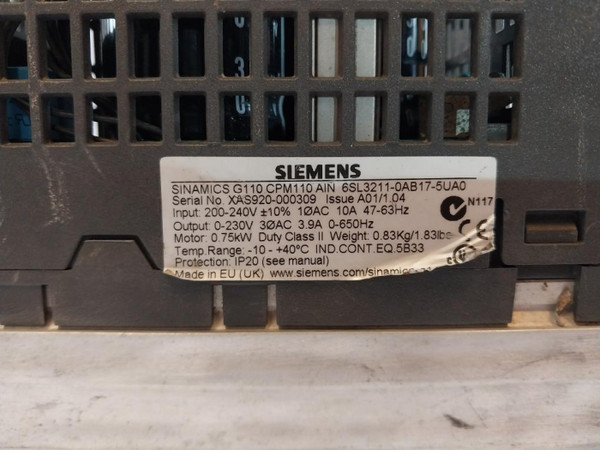 SIEMENS
SINAMICS G110 CPM110 AIN 6SL3211-0AB17-5UA0
Serial No. XAS920-000309 Issue A01/1.04
Input: 200-240V ±10% 1ØAC 10A 47-63Hz
N117
Output: 0-230V 3ØAC 3.9A 0-650Hz
Motor: 0.75kW Duty Class II Weight: 0.83Kg/1.83lbs
Temp.Range: -10 - +40°C IND.CONT.EQ.5B33
Protection: IP20 (see manual)
Made in EU (UK) www.siemens.com/sinamics